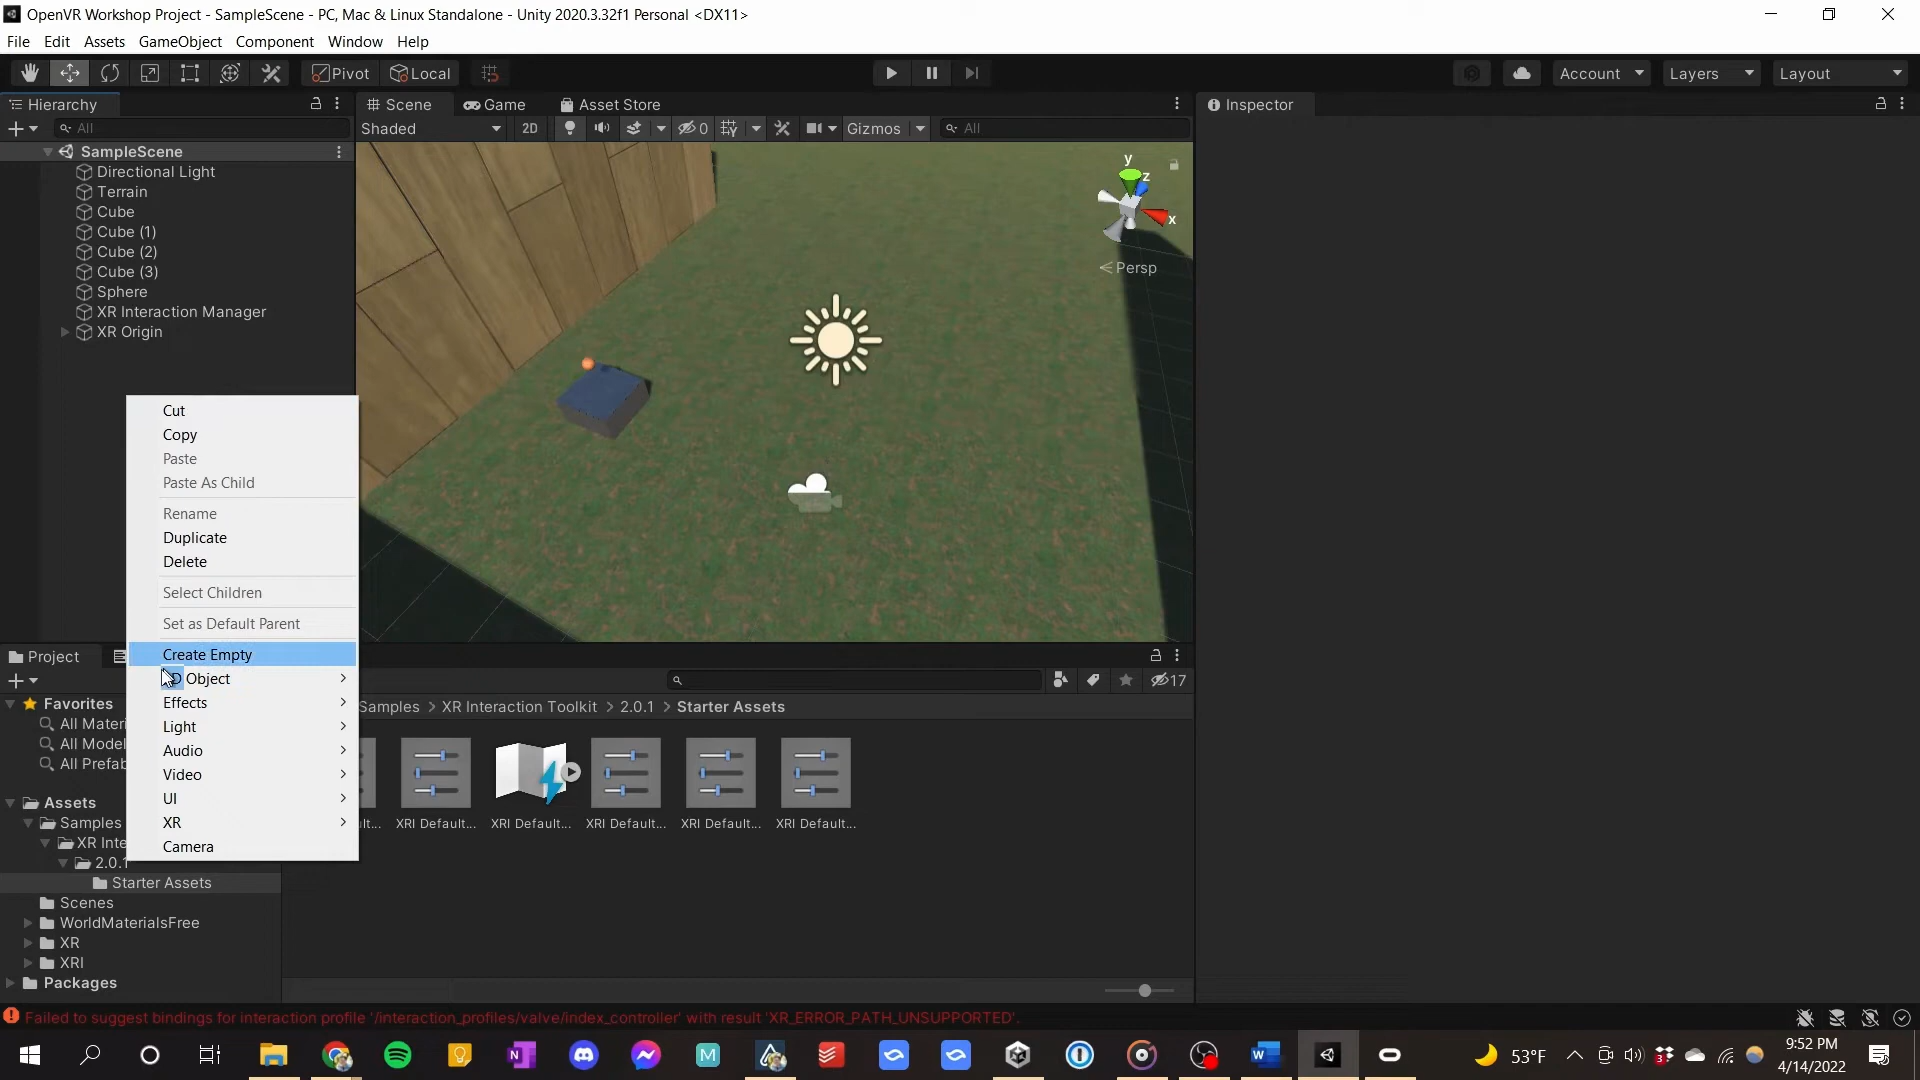 OpenVR Workshop Project - SampleScene - PC, Mac & Linux Standalone - Unity 2020.3.32f1 Personal <DX11>
File Edit Assets GameObject Component Window Help
Pivot Local Account Layers Layout
Hierarchy Scene Game Asset Store Inspector
All Shaded 2D 0 Gizmos All
SampleScene
Directional Light
Terrain
Cube
Cube (1)
Cube (2)
Cube (3)
Sphere
XR Interaction Manager
XR Origin
y
z
x
Persp
Cut
Copy
Paste
Paste As Child
Rename
Duplicate
Delete
Select Children
Set as Default Parent
Create Empty
Object
Effects
Light
Audio
Video
UI
XR
Camera
Project
17
Favorites
All Materi
All Model
All Prefab
Assets
Samples
XR Inte
2.0.1
Starter Assets
Scenes
WorldMaterialsFree
XR
XRI
Packages
Samples > XR Interaction Toolkit > 2.0.1 > Starter Assets
lt... XRI Default... XRI Default... XRI Default... XRI Default... XRI Default...
Failed to suggest bindings for interaction profile '/interaction_profiles/valve/index_controller' with result 'XR_ERROR_PATH_UNSUPPORTED'.
53°F
9:52 PM
4/14/2022